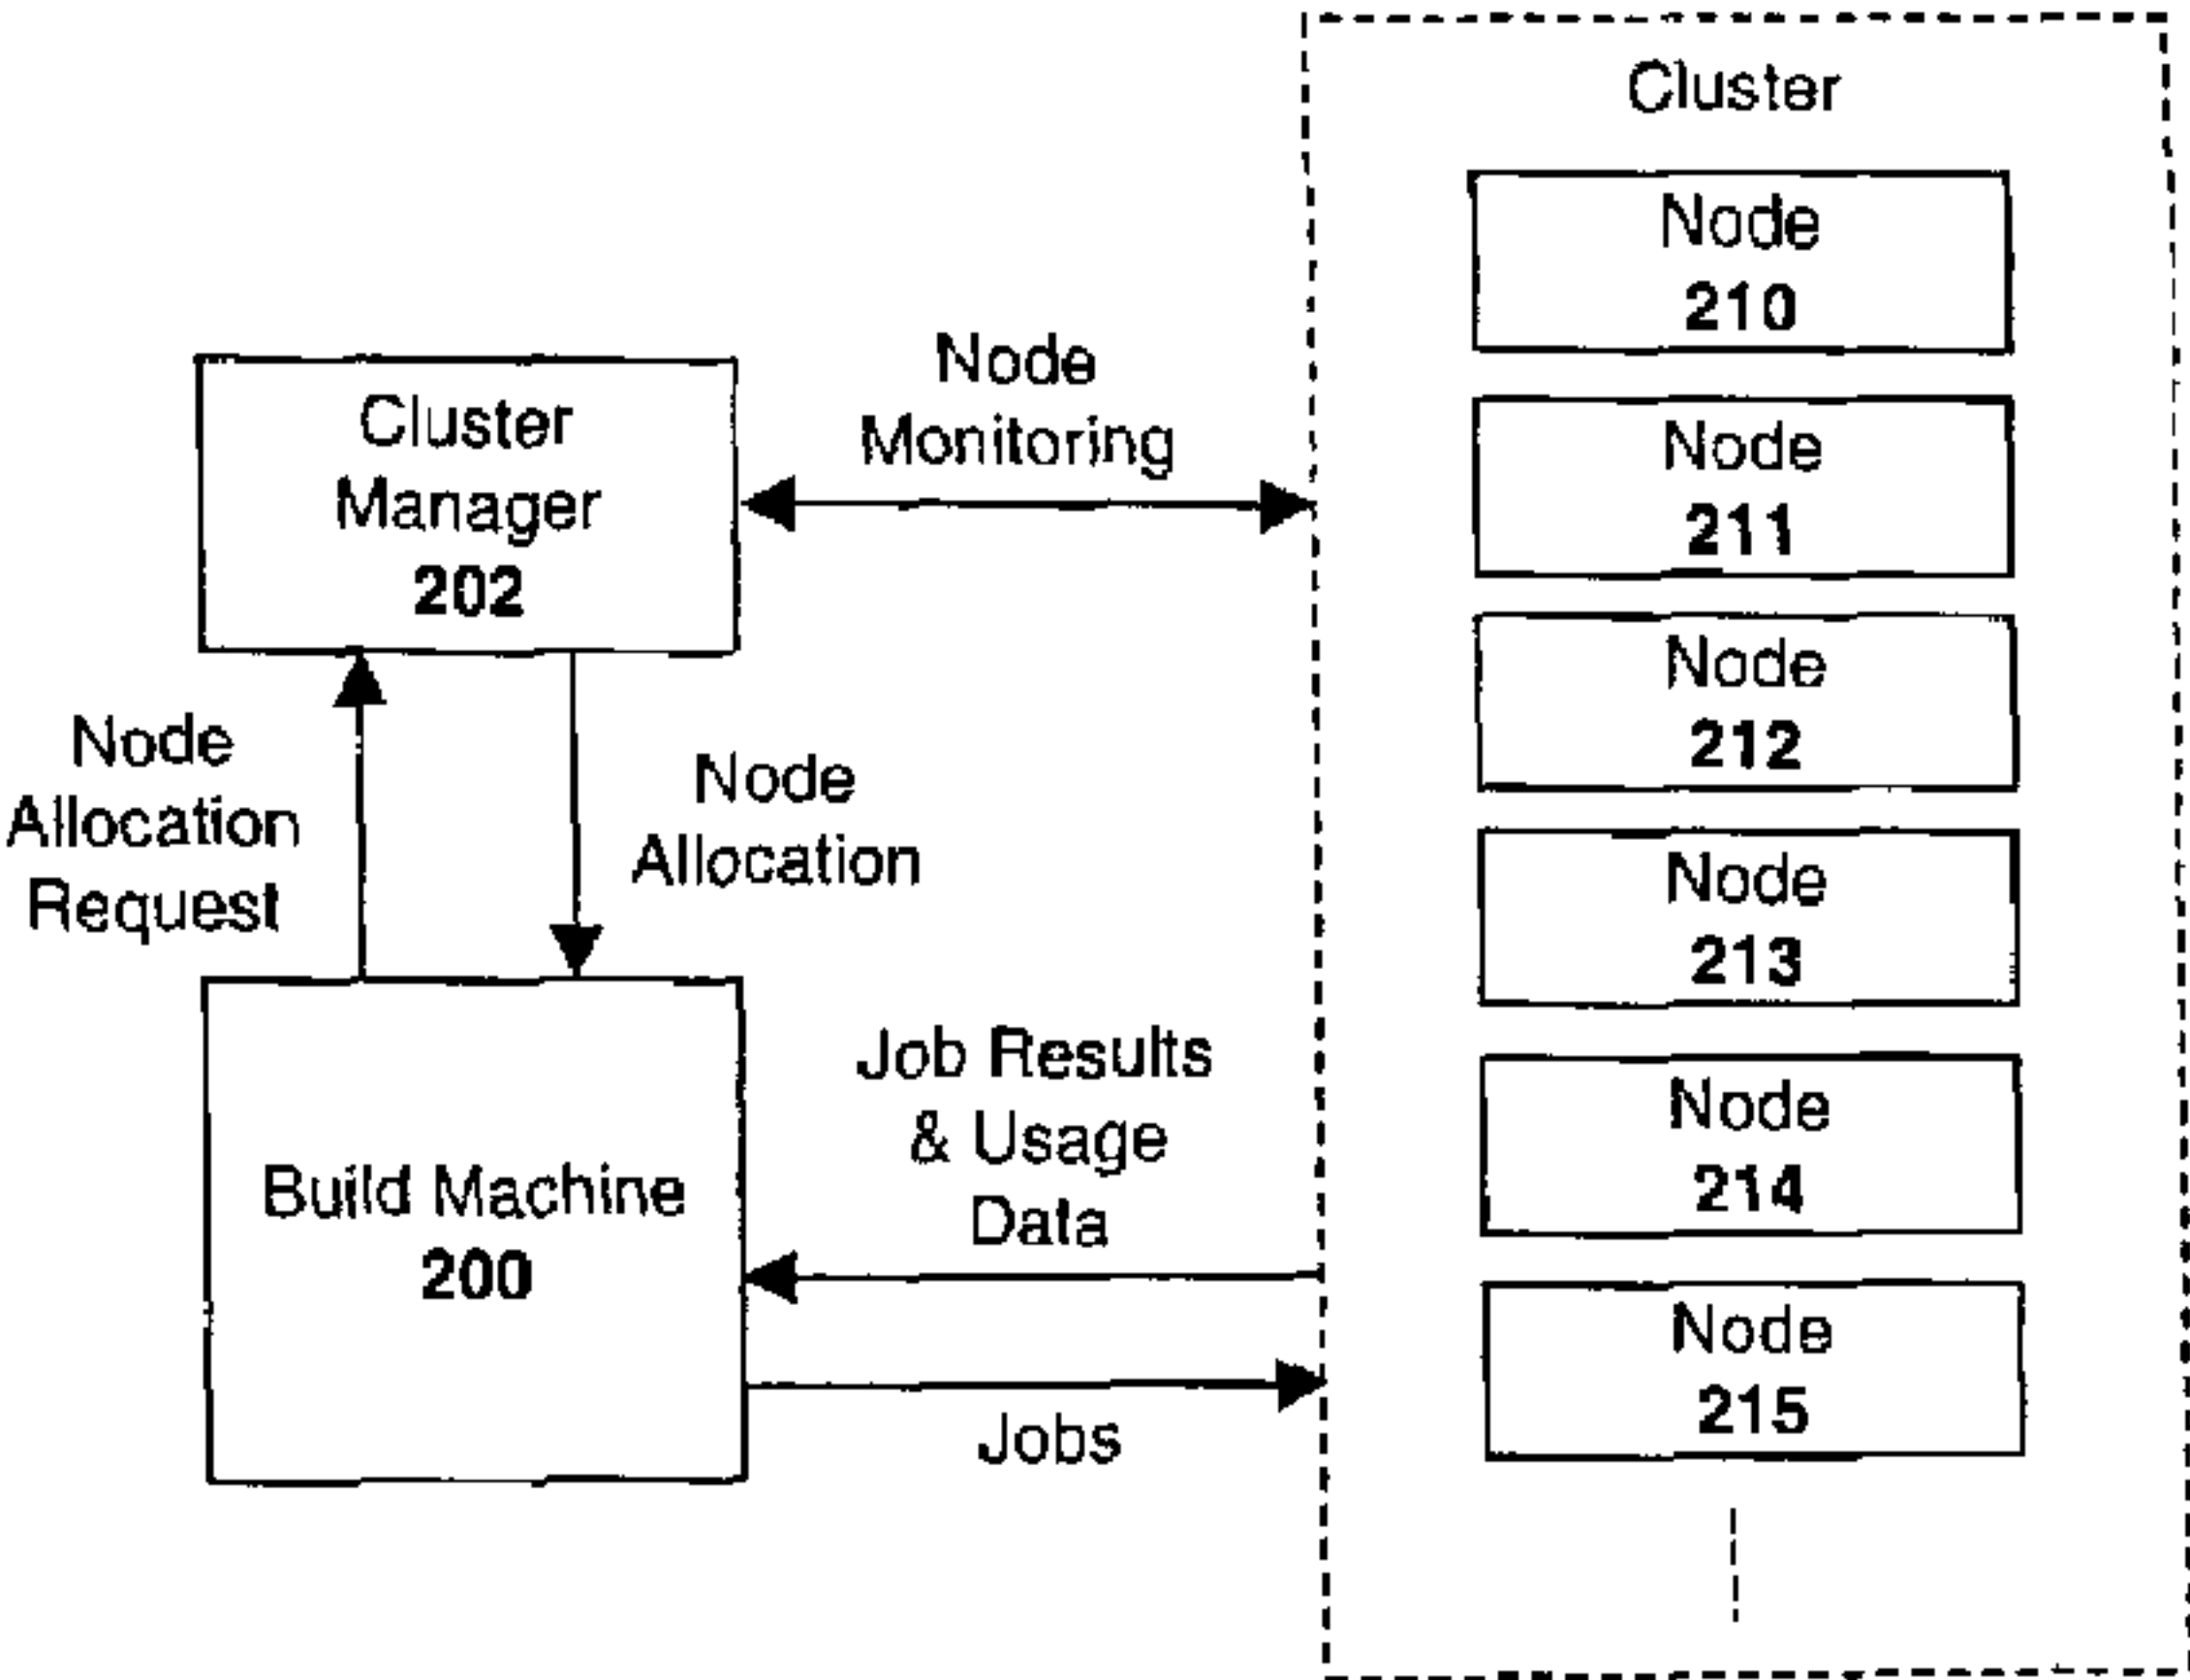 Cluster
Node
210
Node
211
Node
212
Node
213
Node
214
Node
215
Cluster
Manager
202
Node
Monitoring
Node
Allocation
Request
Node
Allocation
Build Machine
200
Job Results
& Usage
Data
Jobs